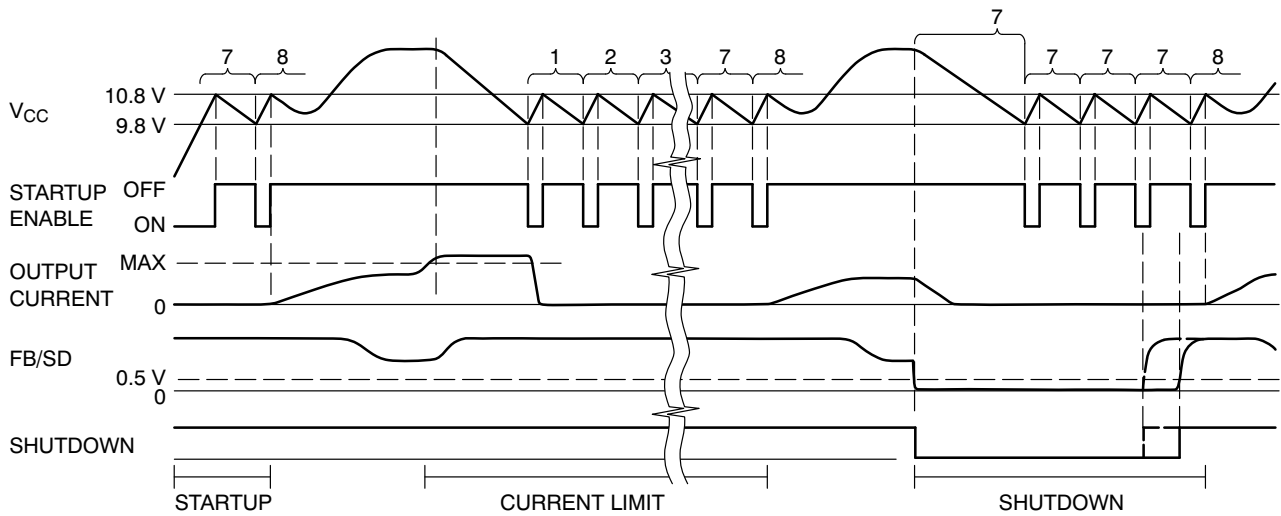 7
7 8 1 2 3 7 8 7 7 7 8
10.8 V
V_CC
9.8 V
STARTUP ENABLE
OFF
ON
OUTPUT CURRENT
MAX
0
FB/SD
0.5 V
0
SHUTDOWN
STARTUP CURRENT LIMIT SHUTDOWN